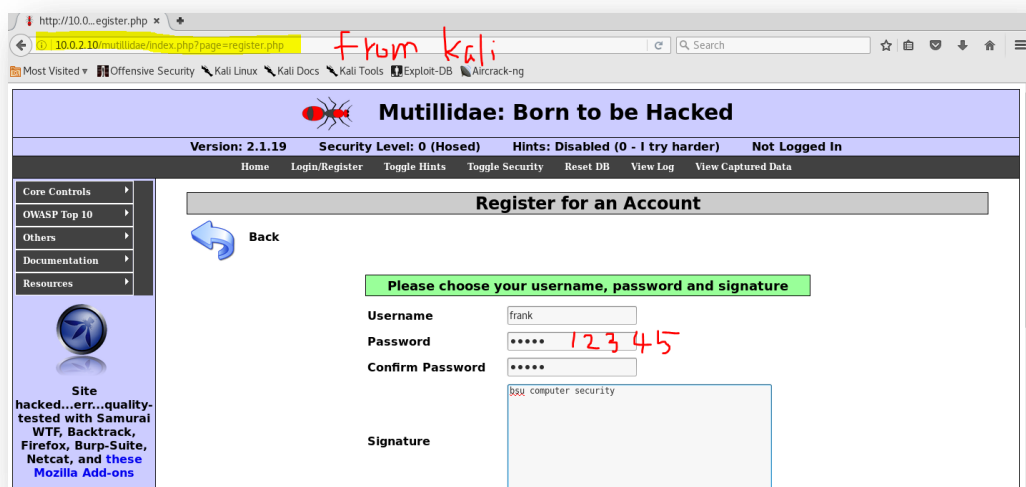 http://10.0...egister.php
10.0.2.10/mutillidae/index.php?page=register.php
from kali
Search
Most Visited
Offensive Security
Kali Linux
Kali Docs
Kali Tools
Exploit-DB
Aircrack-ng
Mutillidae: Born to be Hacked
Version: 2.1.19
Security Level: 0 (Hosed)
Hints: Disabled (0 - I try harder)
Not Logged In
Home
Login/Register
Toggle Hints
Toggle Security
Reset DB
View Log
View Captured Data
Core Controls
OWASP Top 10
Others
Documentation
Resources
Site
hacked...err...quality-
tested with Samurai
WTF, Backtrack,
Firefox, Burp-Suite,
Netcat, and these
Mozilla Add-ons
Register for an Account
Back
Please choose your username, password and signature
Username
frank
Password
••••• 12345
Confirm Password
•••••
Signature
bsu computer security